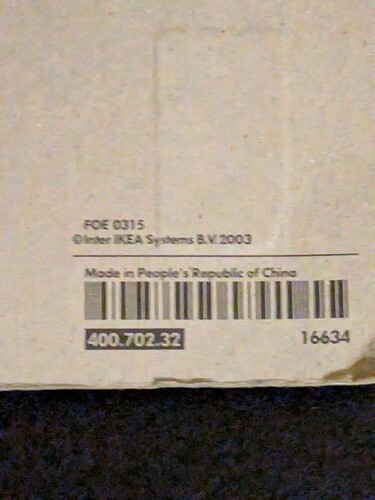 FOE 0315
©Inter IKEA Systems B.V. 2003
Made in People's Republic of China
400.702.32
16634